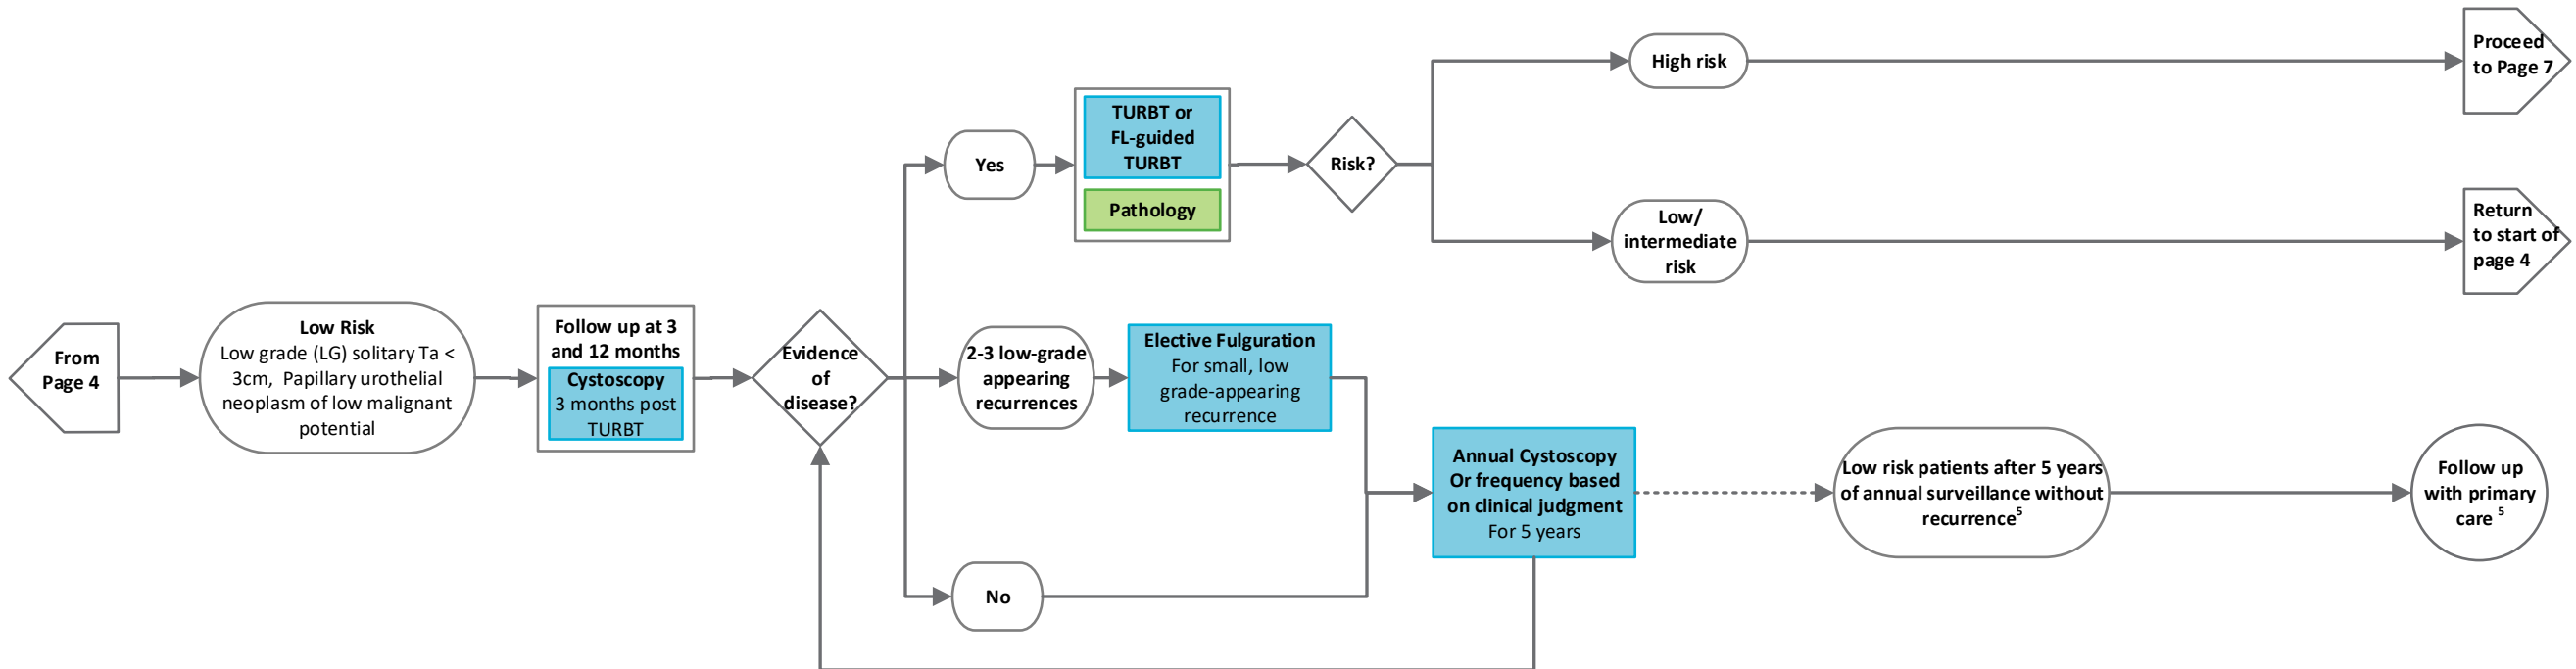 From
Page 4
Low Risk
Low grade (LG) solitary Ta <
3cm, Papillary urothelial
neoplasm of low malignant
potential
Follow up at 3
and 12 months
Cystoscopy
3 months post
TURBT
Evidence
of
disease?
Yes
TURBT or
FL-guided
TURBT
Pathology
Risk?
High risk
Proceed
to Page 7
Low/
intermediate
risk
Return
to start of
page 4
2-3 low-grade
appearing
recurrences
Elective Fulguration
For small, low
grade-appearing
recurrence
No
Annual Cystoscopy
Or frequency based
on clinical judgment
For 5 years
Low risk patients after 5 years
of annual surveillance without
recurrence⁵
Follow up
with primary
care ⁵